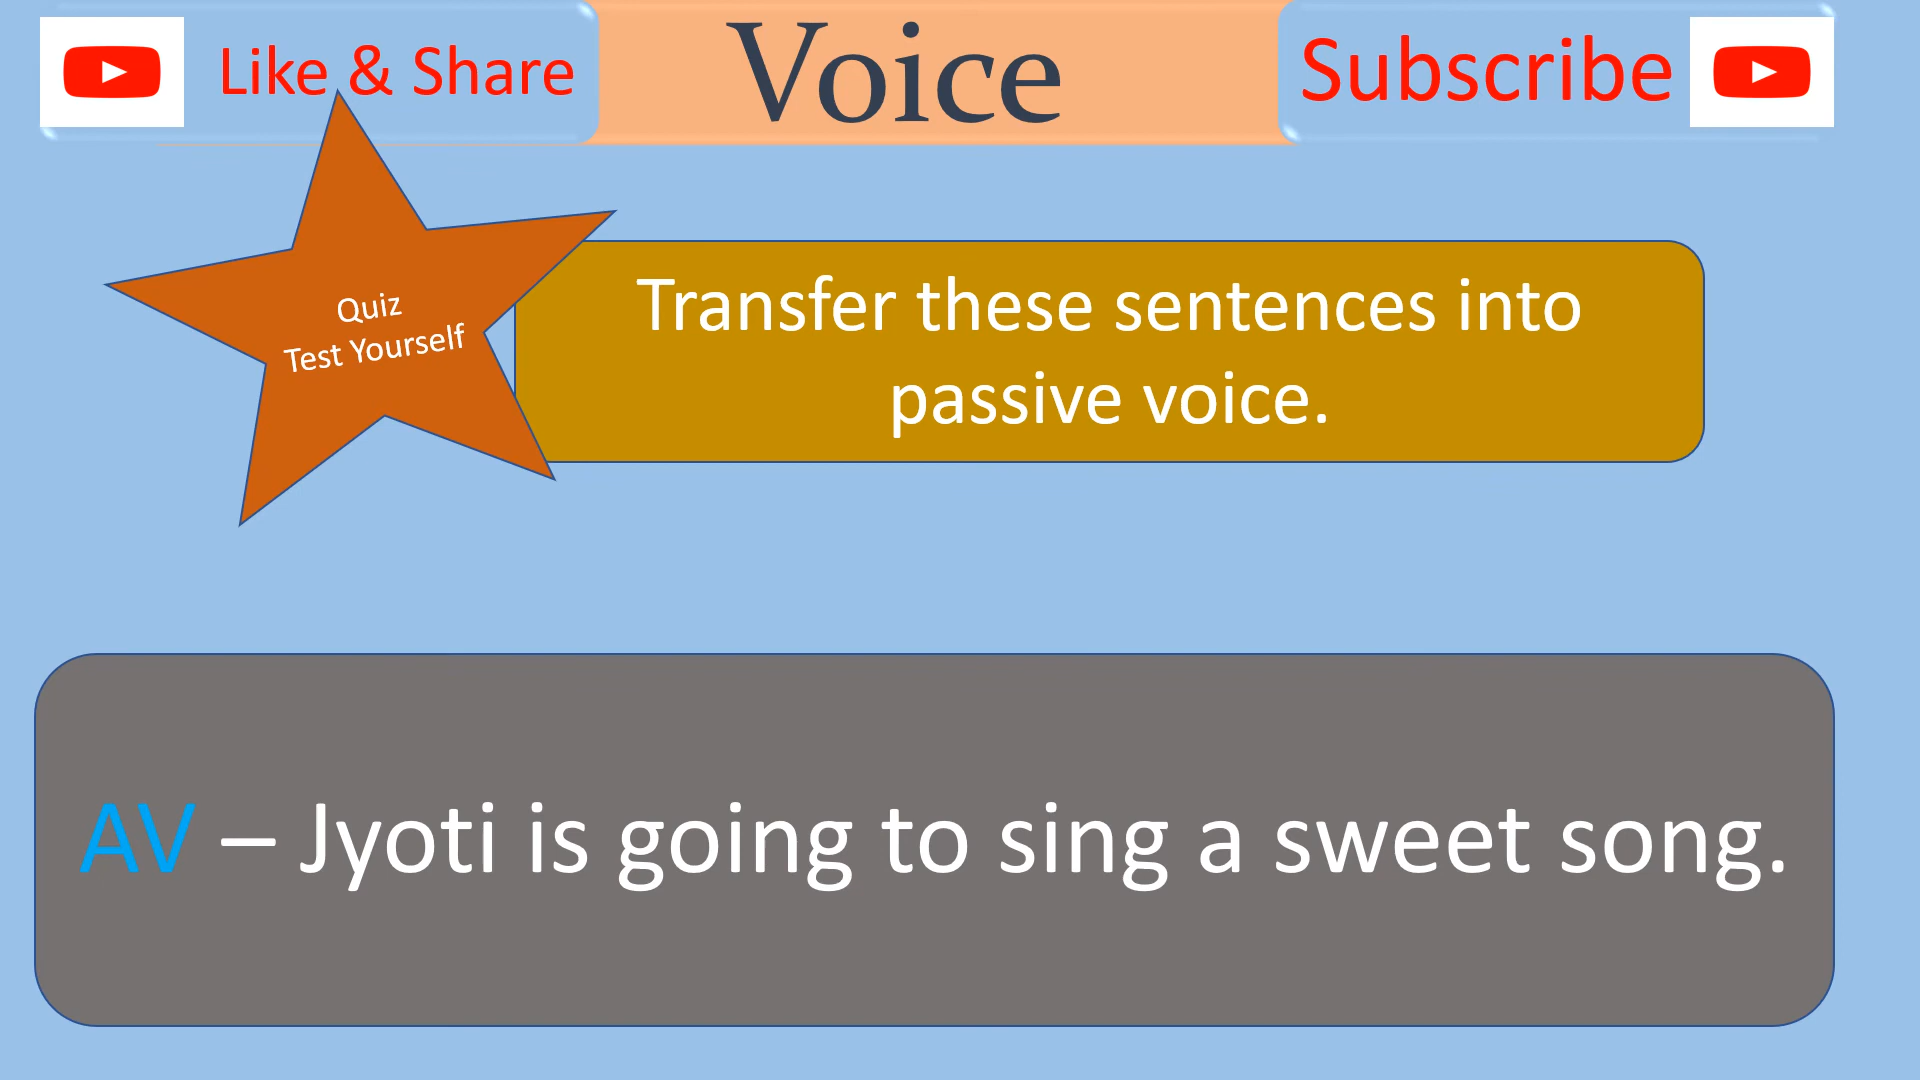 Like & Share
Voice
Subscribe
Quiz
Test Yourself
Transfer these sentences into
passive voice.
AV – Jyoti is going to sing a sweet song.